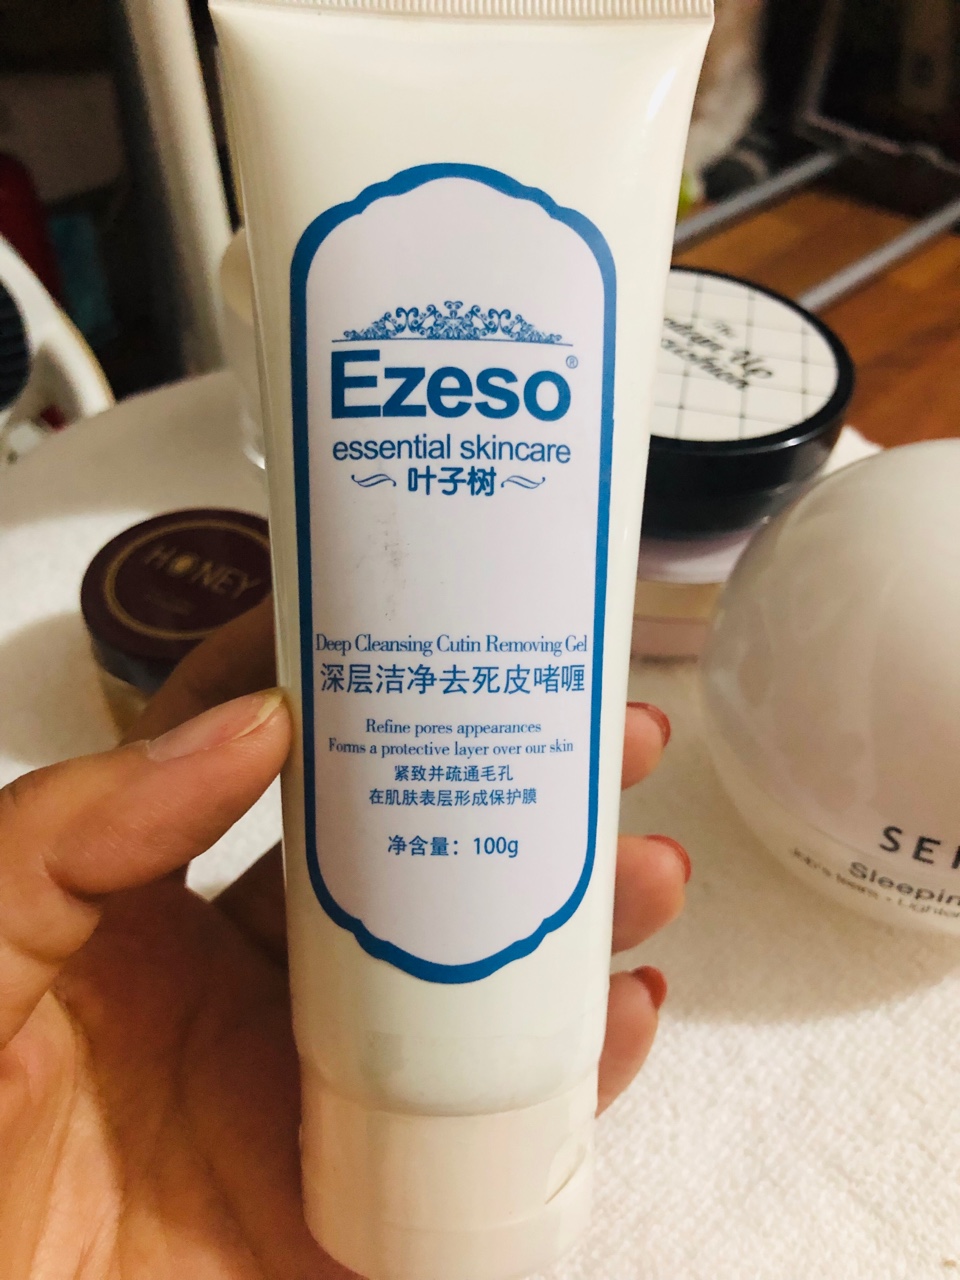 Ezeso®
essential skincare
叶子树
Deep Cleansing Cutin Removing Gel
深层洁净去死皮啫喱
Refine pores appearances
Forms a protective layer over our skin
紧致并疏通毛孔
在肌肤表层形成保护膜
净含量：100g
HONEY
The
Up
SE
Sleepin